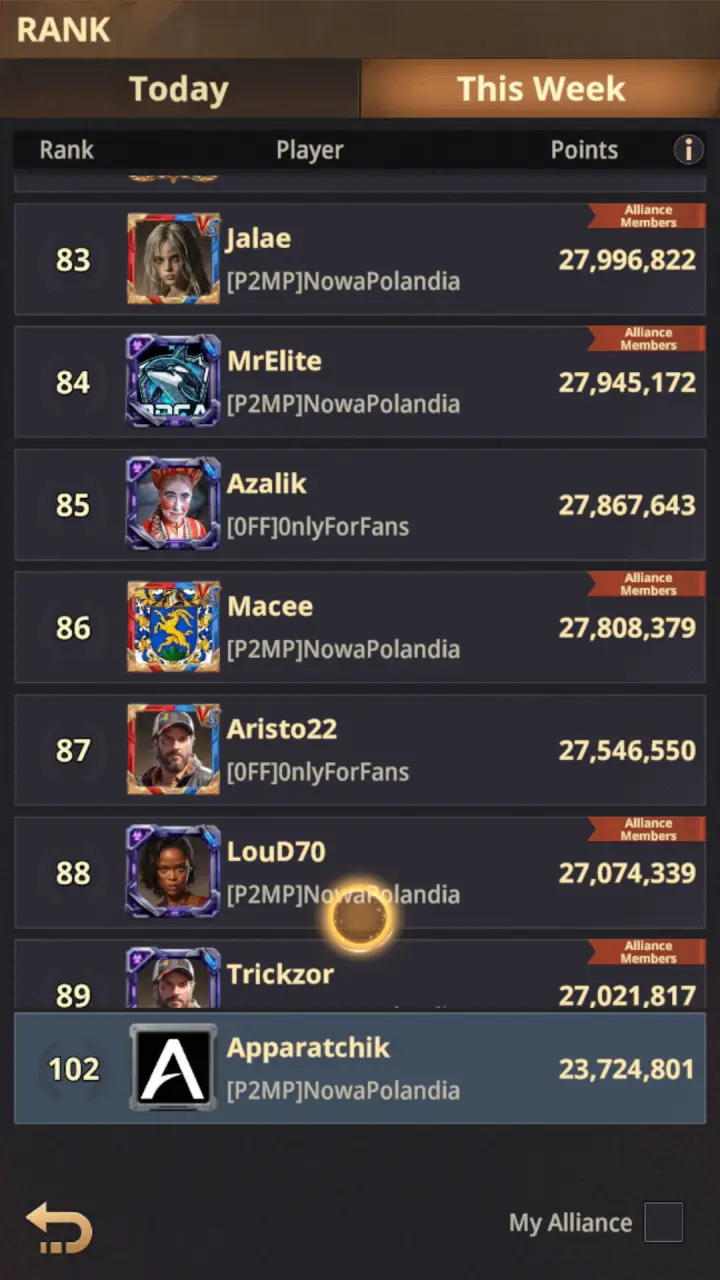 RANK
Today
This Week
Rank
Player
Points
i
Alliance
Members
83
Jalae
27,996,822
[P2MP]NowaPolandia
Alliance
Members
84
MrElite
27,945,172
[P2MP]NowaPolandia
85
Azalik
27,867,643
[0FF]0nlyForFans
Alliance
Members
86
Macee
27,808,379
[P2MP]NowaPolandia
87
Aristo22
27,546,550
[0FF]0nlyForFans
Alliance
Members
88
LouD70
27,074,339
[P2MP]NowaPolandia
Alliance
Members
89
Trickzor
27,021,817
102
Apparatchik
23,724,801
[P2MP]NowaPolandia
My Alliance